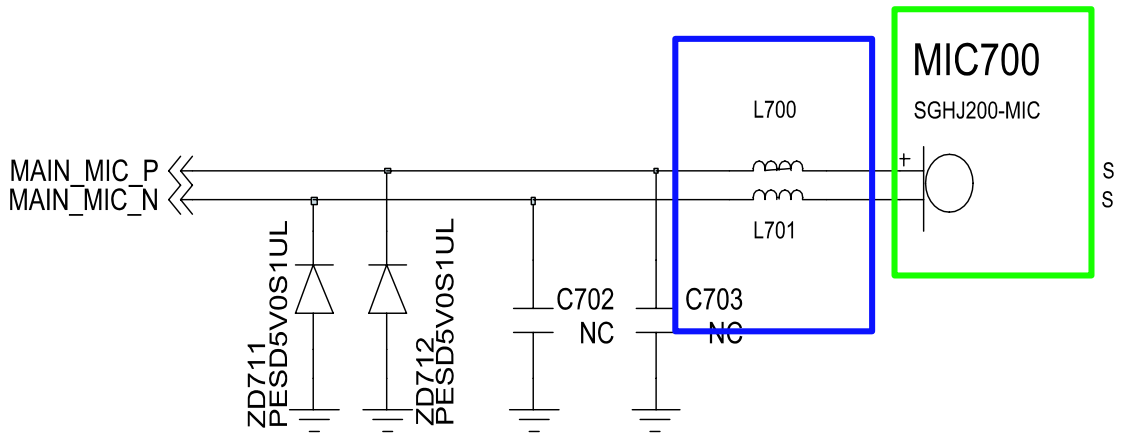 MIC700
SGHJ200-MIC
L700
MAIN_MIC_P
+
S
MAIN_MIC_N
S
L701
ZD711
PESD5V0S1UL
ZD712
PESD5V0S1UL
C702
NC
C703
NC